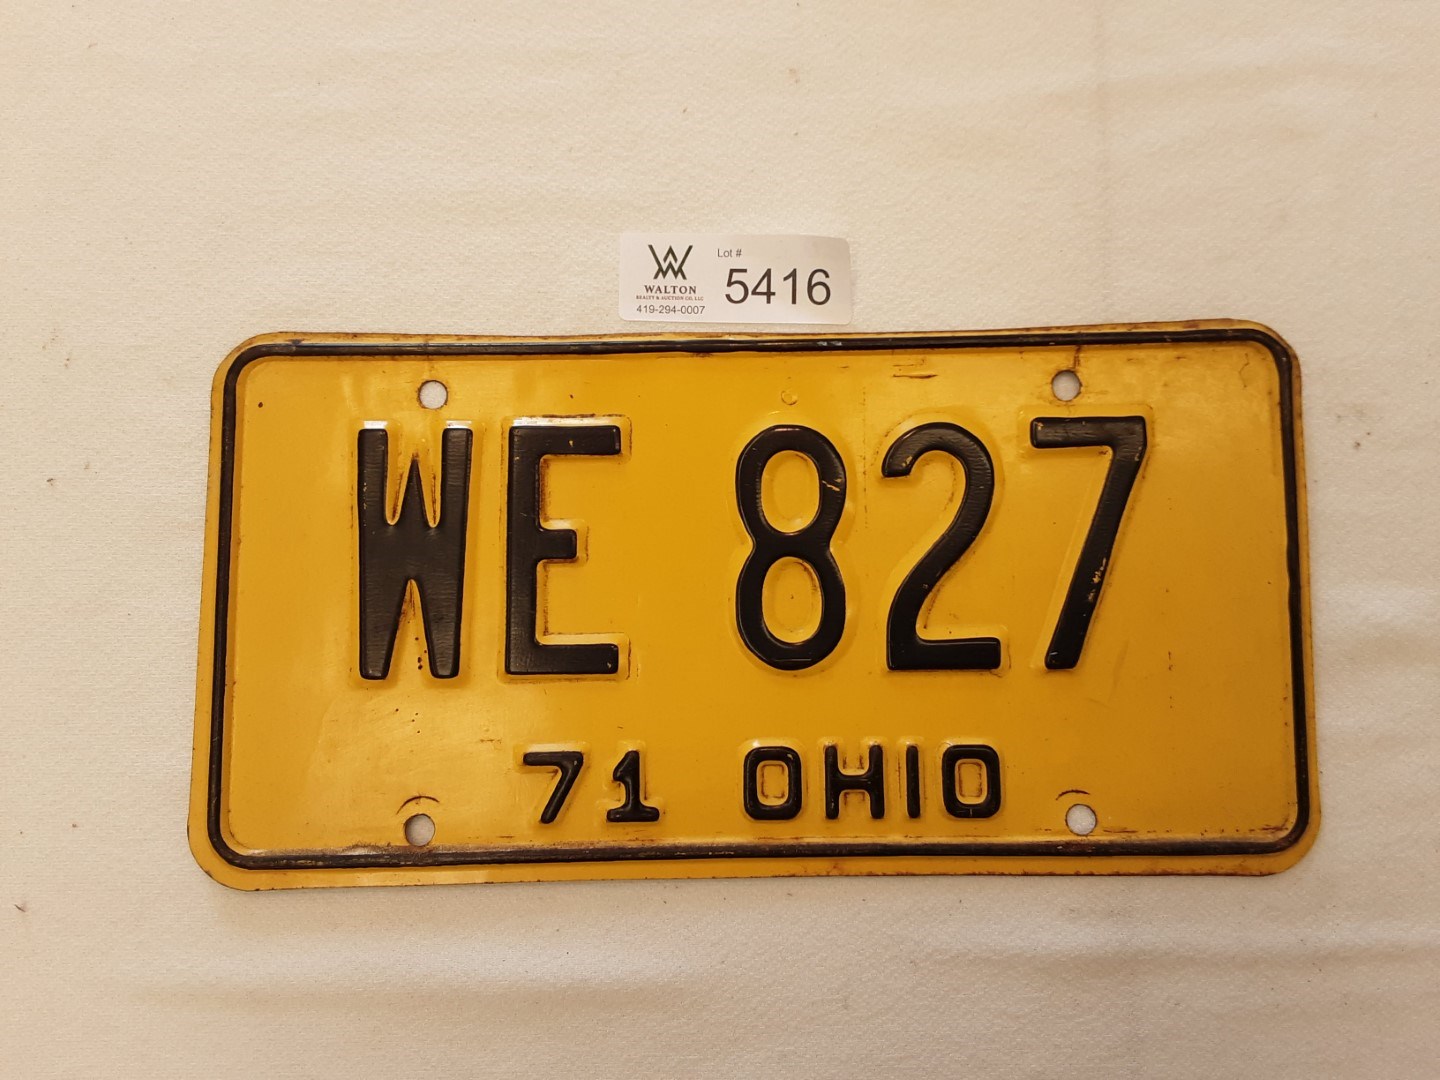 Lot #
5416
WALTON
REALTY & AUCTION CO, LLC
419-294-0007
WE 827
71 OHIO